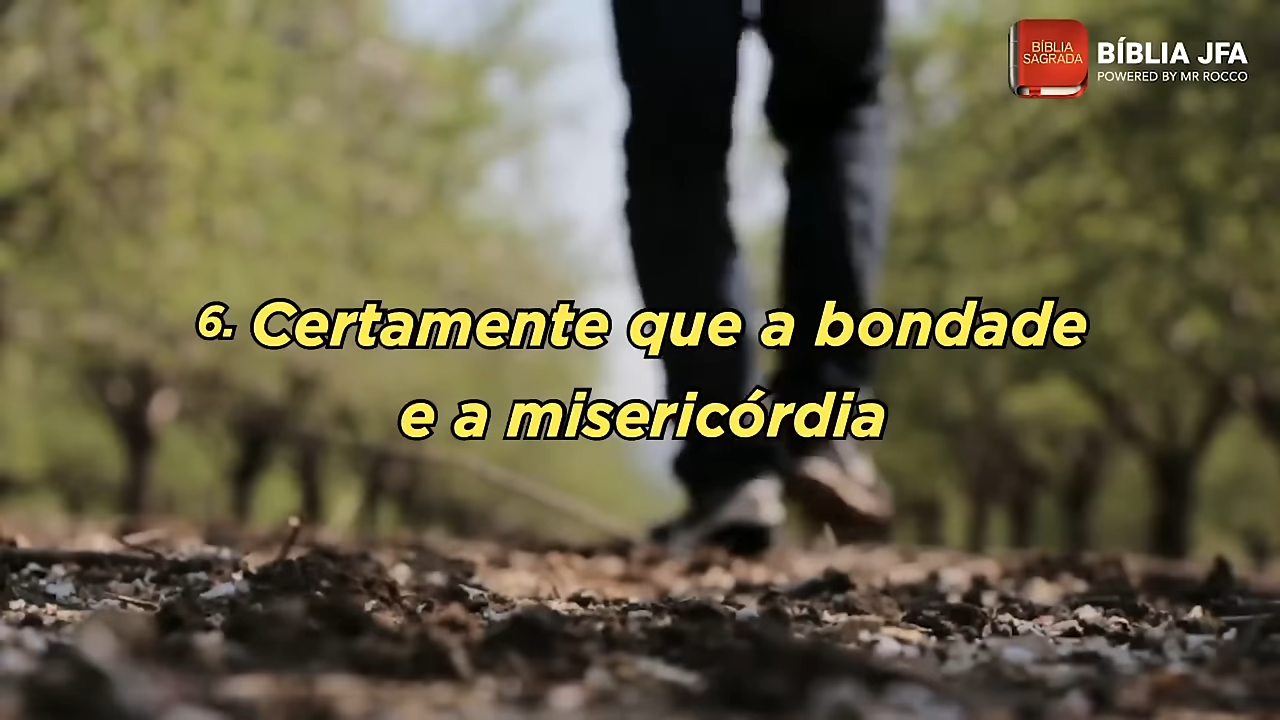 BÍBLIA
SAGRADA
BÍBLIA JFA
POWERED BY MR ROCCO
6. Certamente que a bondade
e a misericórdia